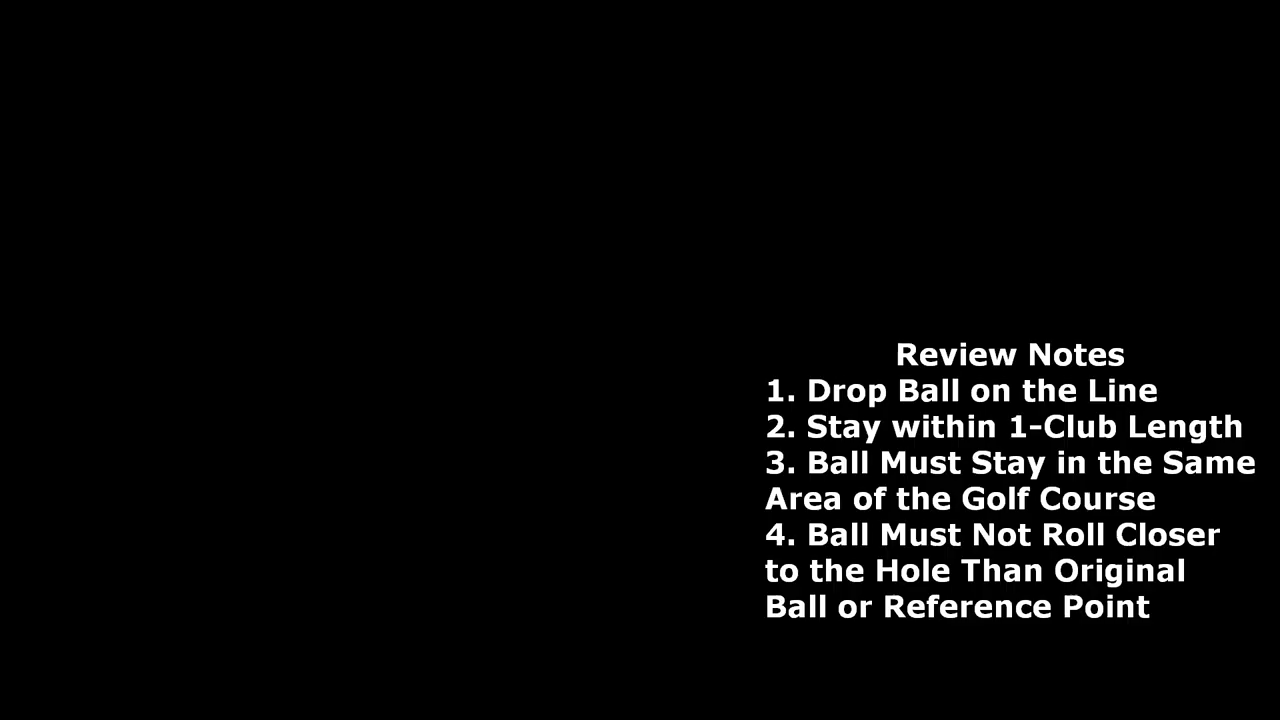 Review Notes
1. Drop Ball on the Line
2. Stay within 1-Club Length
3. Ball Must Stay in the Same
Area of the Golf Course
4. Ball Must Not Roll Closer
to the Hole Than Original
Ball or Reference Point